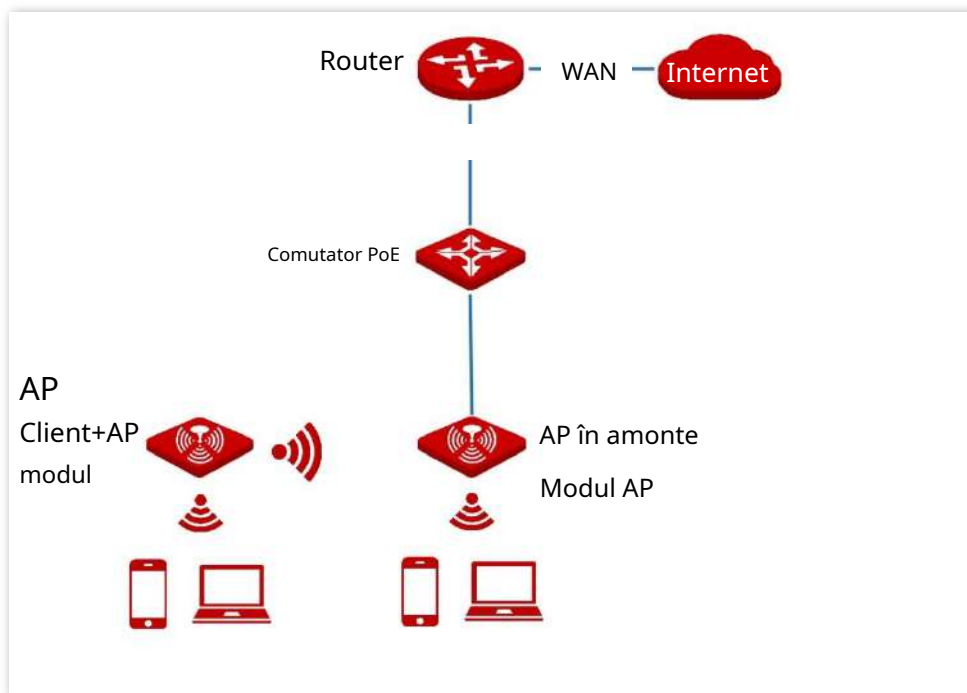 Router
WAN
Internet
Comutator PoE
AP
Client+AP
modul
AP în amonte
Modul AP